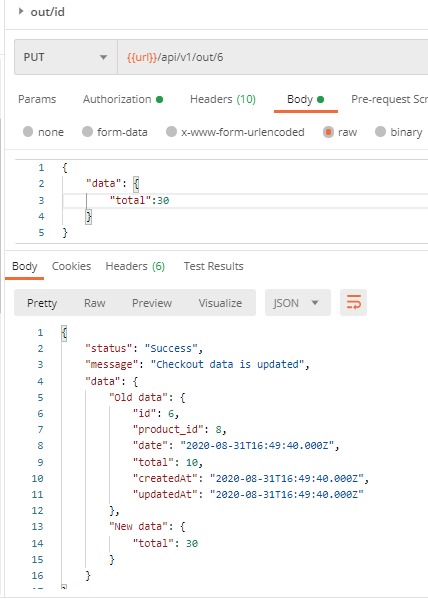 out/id
PUT {{url}}/api/v1/out/6
Params Authorization Headers (10) Body Pre-request Scr
none form-data x-www-form-urlencoded raw binary
1 {
2 "data": {
3 "total":30
4 }
5 }
Body Cookies Headers (6) Test Results
Pretty Raw Preview Visualize JSON
1 {
2 "status": "Success",
3 "message": "Checkout data is updated",
4 "data": {
5 "Old data": {
6 "id": 6,
7 "product_id": 8,
8 "date": "2020-08-31T16:49:40.000Z",
9 "total": 10,
10 "createdAt": "2020-08-31T16:49:40.000Z",
11 "updatedAt": "2020-08-31T16:49:40.000Z"
12 },
13 "New data": {
14 "total": 30
15 }
16 }